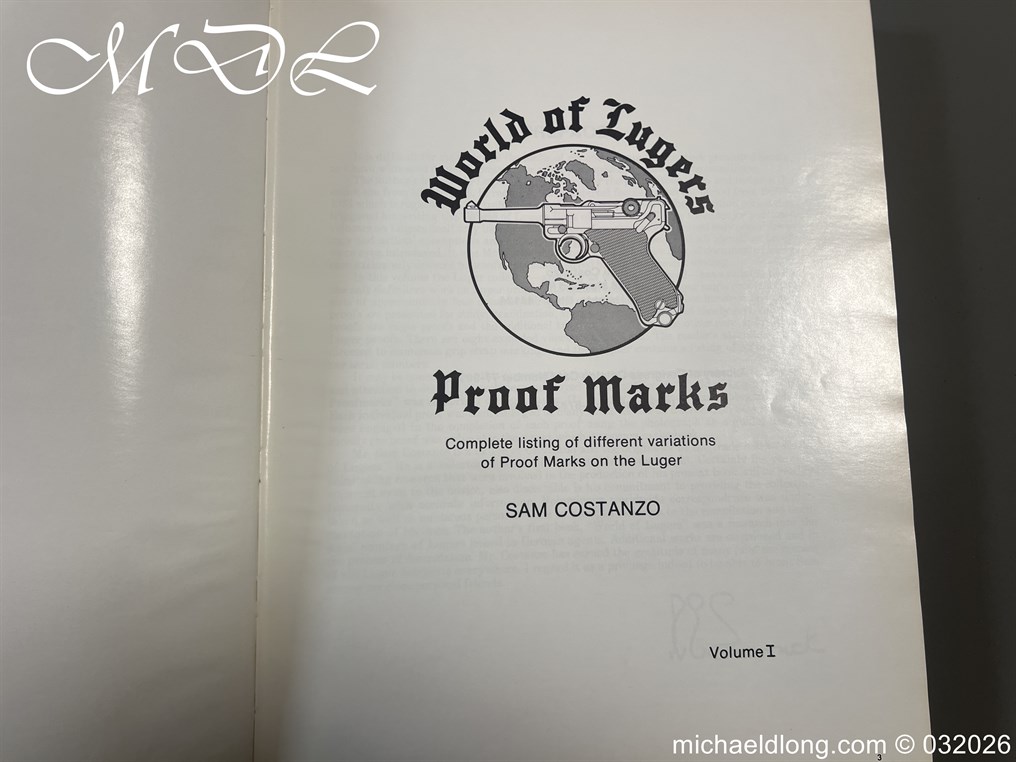 MDL
World of Lugers
Proof Marks
Complete listing of different variations
of Proof Marks on the Luger
SAM COSTANZO
Volume I
3
michaeldlong.com © 032026